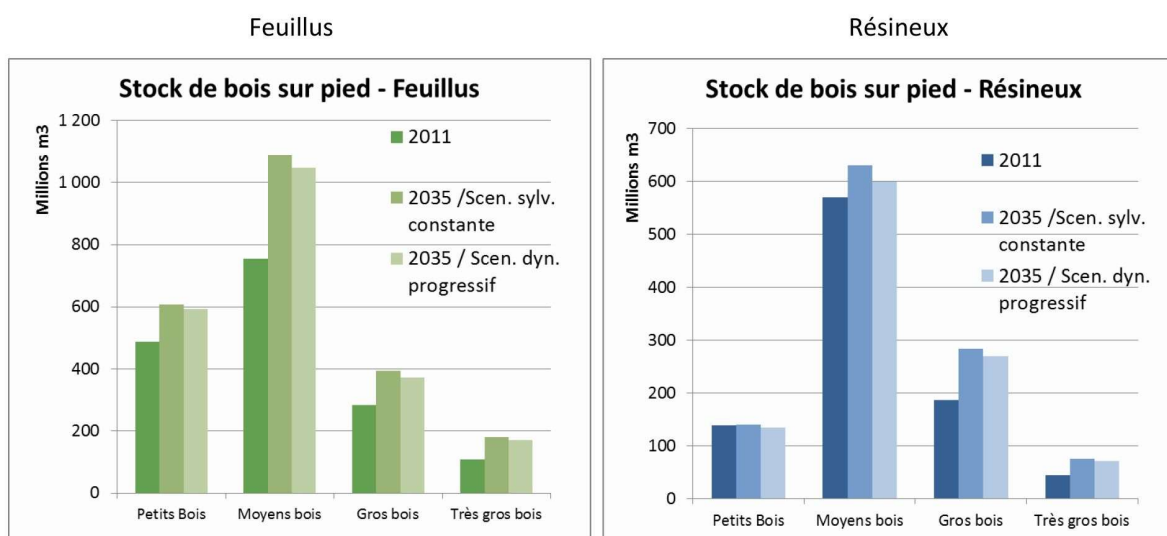 Feuillus
Résineux
Stock de bois sur pied - Feuillus
Millions m3
1 200
1 000
800
600
400
200
0
2011
2035 /Scen. sylv.
constante
2035 / Scen. dyn.
progressif
Petits Bois
Moyens bois
Gros bois
Très gros bois
Stock de bois sur pied - Résineux
Millions m3
700
600
500
400
300
200
100
0
2011
2035 /Scen. sylv.
constante
2035 / Scen. dyn.
progressif
Petits Bois
Moyens bois
Gros bois
Très gros bois